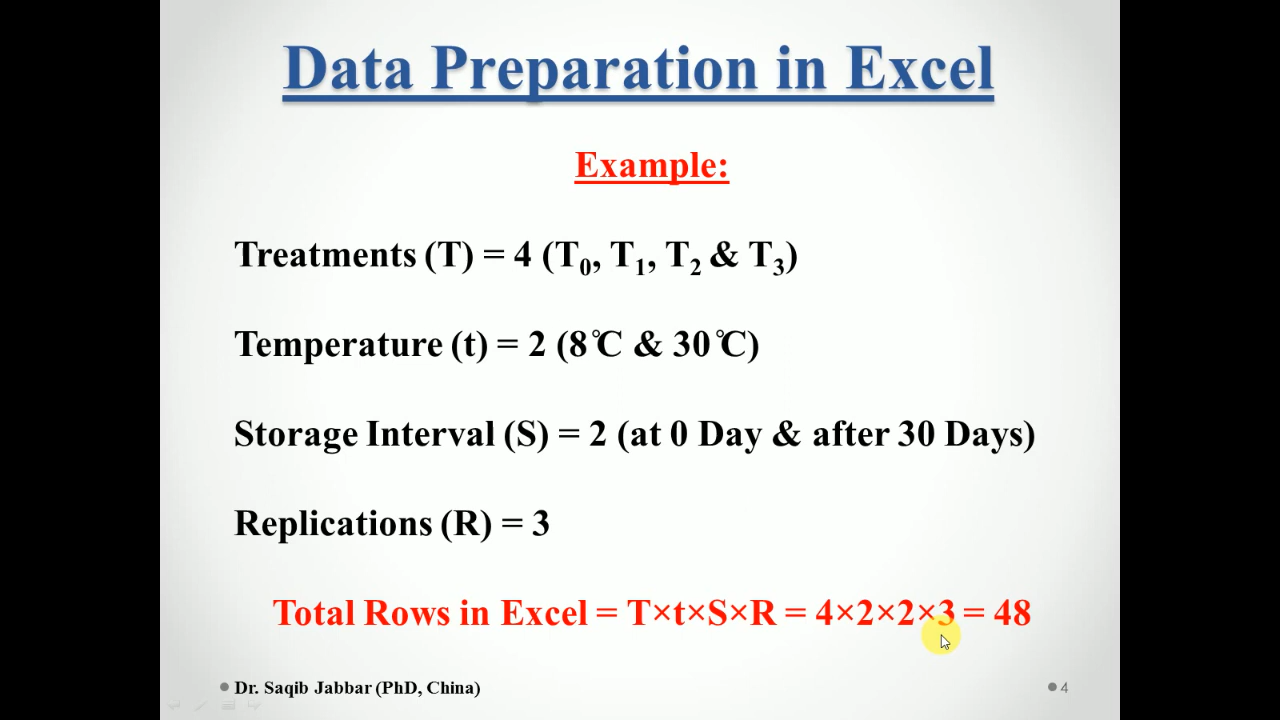 Data Preparation in Excel
Example:
Treatments (T) = 4 (T₀, T₁, T₂ & T₃)
Temperature (t) = 2 (8℃ & 30℃)
Storage Interval (S) = 2 (at 0 Day & after 30 Days)
Replications (R) = 3
Total Rows in Excel = T×t×S×R = 4×2×2×3 = 48
Dr. Saqib Jabbar (PhD, China)
4